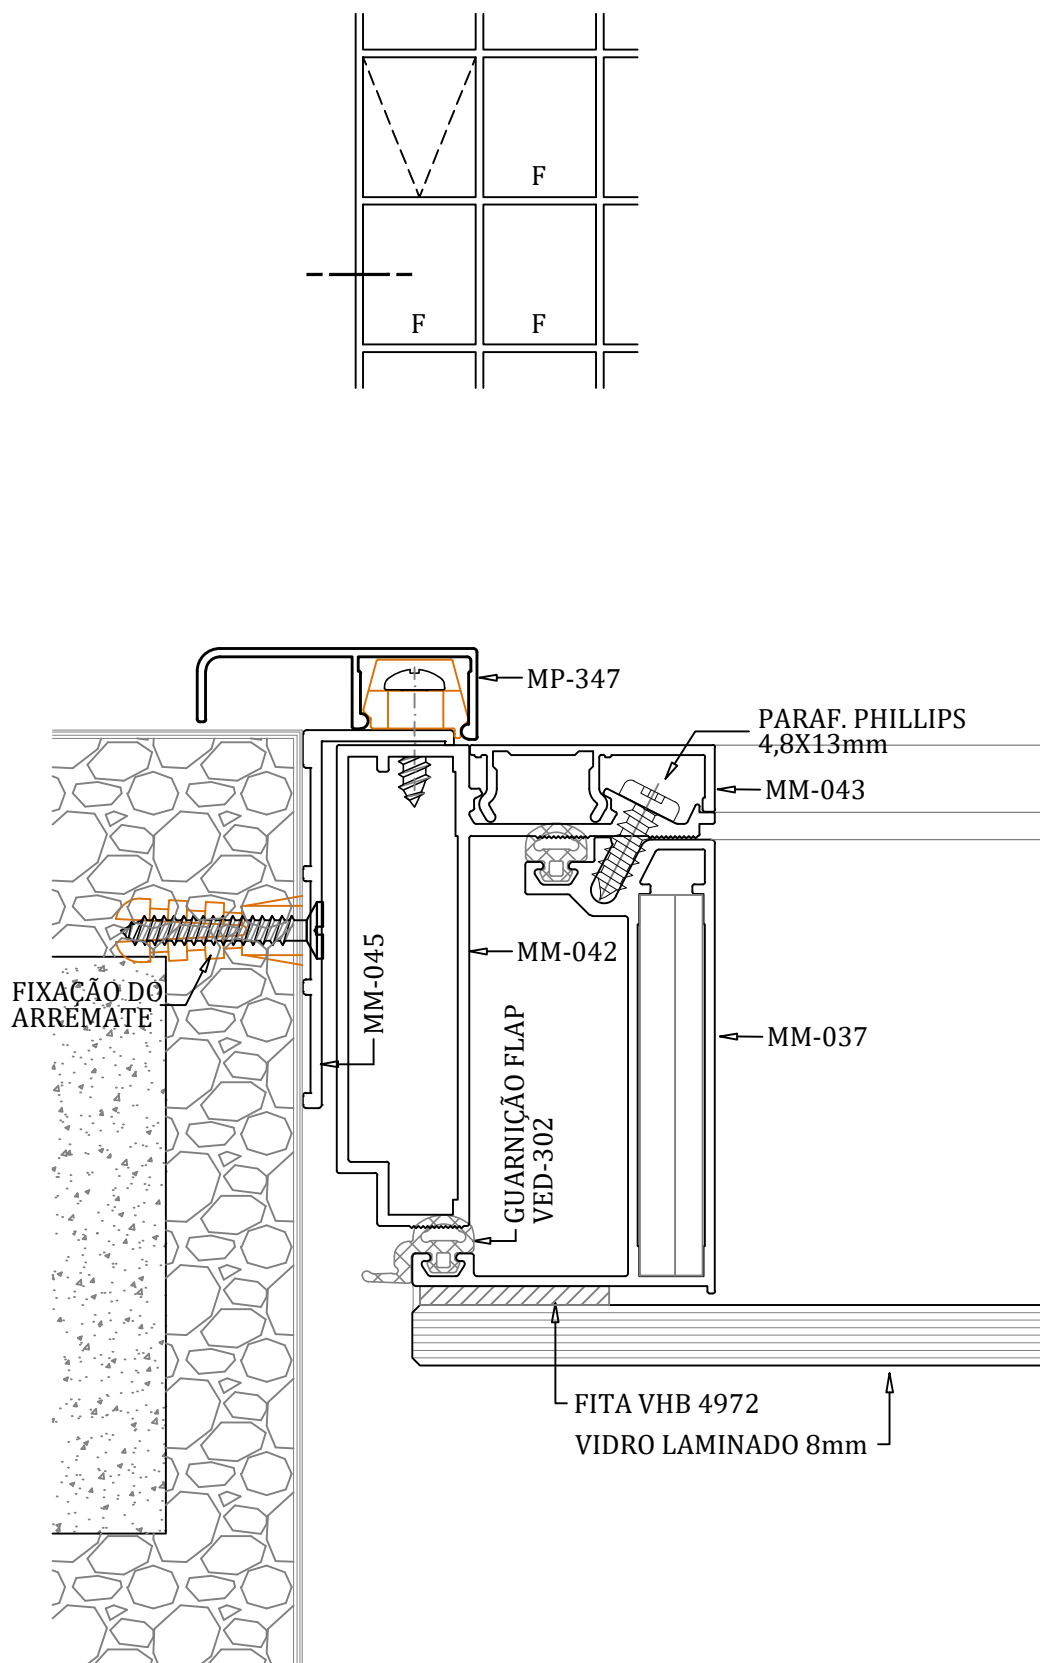 F
F
F
MP-347
PARAF. PHILLIPS
4,8X13mm
MM-043
MM-042
MM-045
FIXAÇÃO DO
ARREMATE
GUARNIÇÃO FLAP
VED-302
MM-037
FITA VHB 4972
VIDRO LAMINADO 8mm